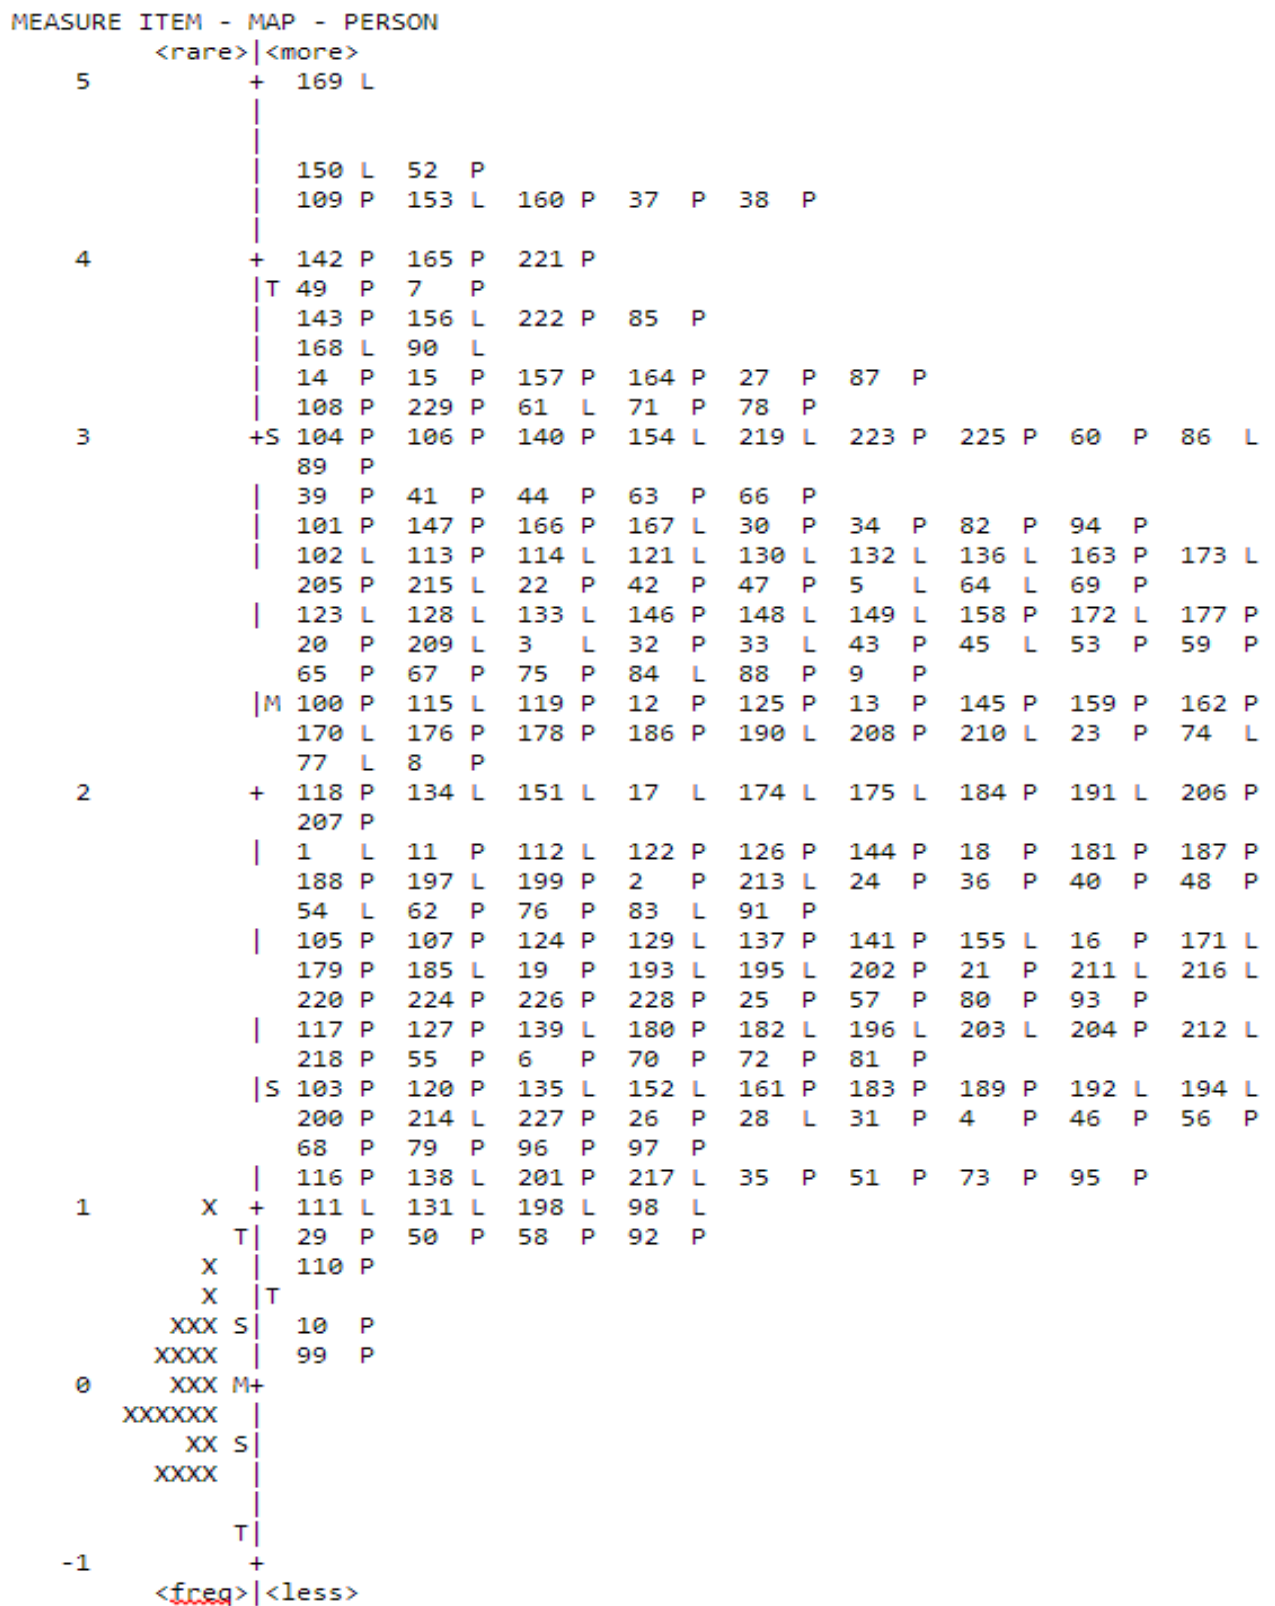 MEASURE ITEM - MAP - PERSON
<rare>|<more>
5 + 169 L
|
|
| 150 L 52 P
| 109 P 153 L 160 P 37 P 38 P
|
4 + 142 P 165 P 221 P
|T 49 P 7 P
| 143 P 156 L 222 P 85 P
| 168 L 90 L
| 14 P 15 P 157 P 164 P 27 P 87 P
| 108 P 229 P 61 L 71 P 78 P
3 +S 104 P 106 P 140 P 154 L 219 L 223 P 225 P 60 P 86 L
89 P
| 39 P 41 P 44 P 63 P 66 P
| 101 P 147 P 166 P 167 L 30 P 34 P 82 P 94 P
| 102 L 113 P 114 L 121 L 130 L 132 L 136 L 163 P 173 L
205 P 215 L 22 P 42 P 47 P 5 L 64 L 69 P
| 123 L 128 L 133 L 146 P 148 L 149 L 158 P 172 L 177 P
20 P 209 L 3 L 32 P 33 L 43 P 45 L 53 P 59 P
65 P 67 P 75 P 84 L 88 P 9 P
|M 100 P 115 L 119 P 12 P 125 P 13 P 145 P 159 P 162 P
170 L 176 P 178 P 186 P 190 L 208 P 210 L 23 P 74 L
77 L 8 P
2 + 118 P 134 L 151 L 17 L 174 L 175 L 184 P 191 L 206 P
207 P
| 1 L 11 P 112 L 122 P 126 P 144 P 18 P 181 P 187 P
188 P 197 L 199 P 2 P 213 L 24 P 36 P 40 P 48 P
54 L 62 P 76 P 83 L 91 P
| 105 P 107 P 124 P 129 L 137 P 141 P 155 L 16 P 171 L
179 P 185 L 19 P 193 L 195 L 202 P 21 P 211 L 216 L
220 P 224 P 226 P 228 P 25 P 57 P 80 P 93 P
| 117 P 127 P 139 L 180 P 182 L 196 L 203 L 204 P 212 L
218 P 55 P 6 P 70 P 72 P 81 P
|S 103 P 120 P 135 L 152 L 161 P 183 P 189 P 192 L 194 L
200 P 214 L 227 P 26 P 28 L 31 P 4 P 46 P 56 P
68 P 79 P 96 P 97 P
| 116 P 138 L 201 P 217 L 35 P 51 P 73 P 95 P
1 X + 111 L 131 L 198 L 98 L
T| 29 P 50 P 58 P 92 P
X | 110 P
X |T
XXX S| 10 P
XXXX | 99 P
0 XXX M+
XXXXXX |
XX S|
XXXX |
|
T|
-1 +
<freq>|<less>